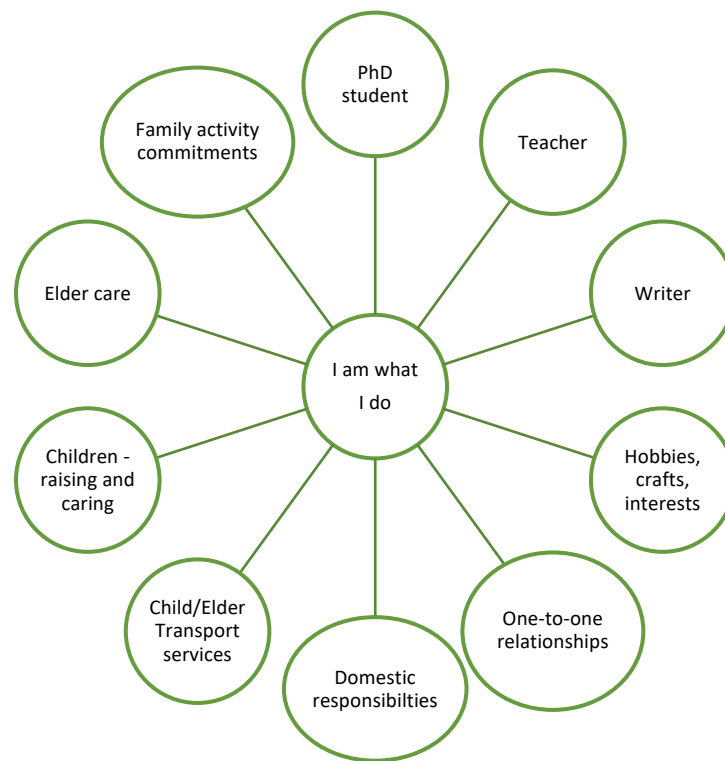 PhD
student
Teacher
Writer
Hobbies,
crafts,
interests
One-to-one
relationships
Domestic
responsibilties
Child/Elder
Transport
services
Children -
raising and
caring
Elder care
Family activity
commitments
I am what
I do